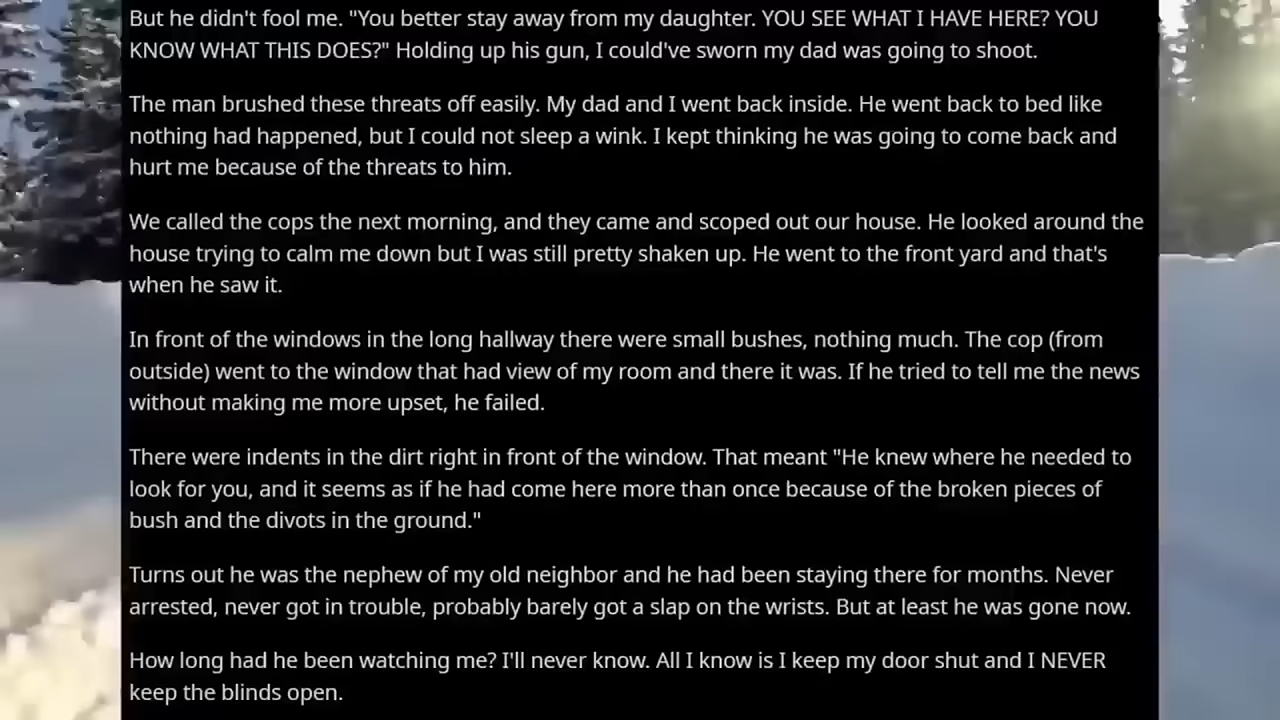 But he didn't fool me. "You better stay away from my daughter. YOU SEE WHAT I HAVE HERE? YOU
KNOW WHAT THIS DOES?" Holding up his gun, I could've sworn my dad was going to shoot.
The man brushed these threats off easily. My dad and I went back inside. He went back to bed like
nothing had happened, but I could not sleep a wink. I kept thinking he was going to come back and
hurt me because of the threats to him.
We called the cops the next morning, and they came and scoped out our house. He looked around the
house trying to calm me down but I was still pretty shaken up. He went to the front yard and that's
when he saw it.
In front of the windows in the long hallway there were small bushes, nothing much. The cop (from
outside) went to the window that had view of my room and there it was. If he tried to tell me the news
without making me more upset, he failed.
There were indents in the dirt right in front of the window. That meant "He knew where he needed to
look for you, and it seems as if he had come here more than once because of the broken pieces of
bush and the divots in the ground."
Turns out he was the nephew of my old neighbor and he had been staying there for months. Never
arrested, never got in trouble, probably barely got a slap on the wrists. But at least he was gone now.
How long had he been watching me? I'll never know. All I know is I keep my door shut and I NEVER
keep the blinds open.